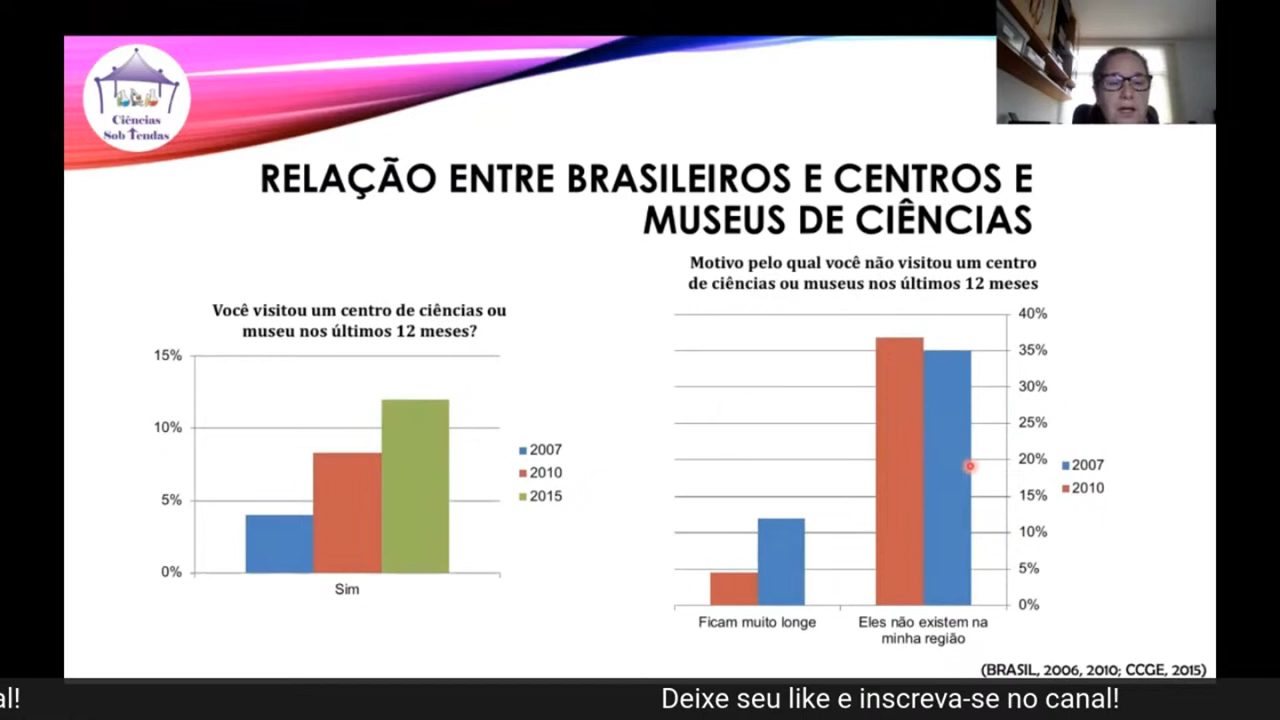 Ciências
Sob Tendas
RELAÇÃO ENTRE BRASILEIROS E CENTROS E
MUSEUS DE CIÊNCIAS
Você visitou um centro de ciências ou
museu nos últimos 12 meses?
15%
10%
5%
0%
Sim
2007
2010
2015
Motivo pelo qual você não visitou um centro
de ciências ou museus nos últimos 12 meses
40%
35%
30%
25%
20%
15%
10%
5%
0%
Ficam muito longe
Eles não existem na
minha região
2007
2010
(BRASIL, 2006, 2010; CCGE, 2015)
al!
Deixe seu like e inscreva-se no canal!